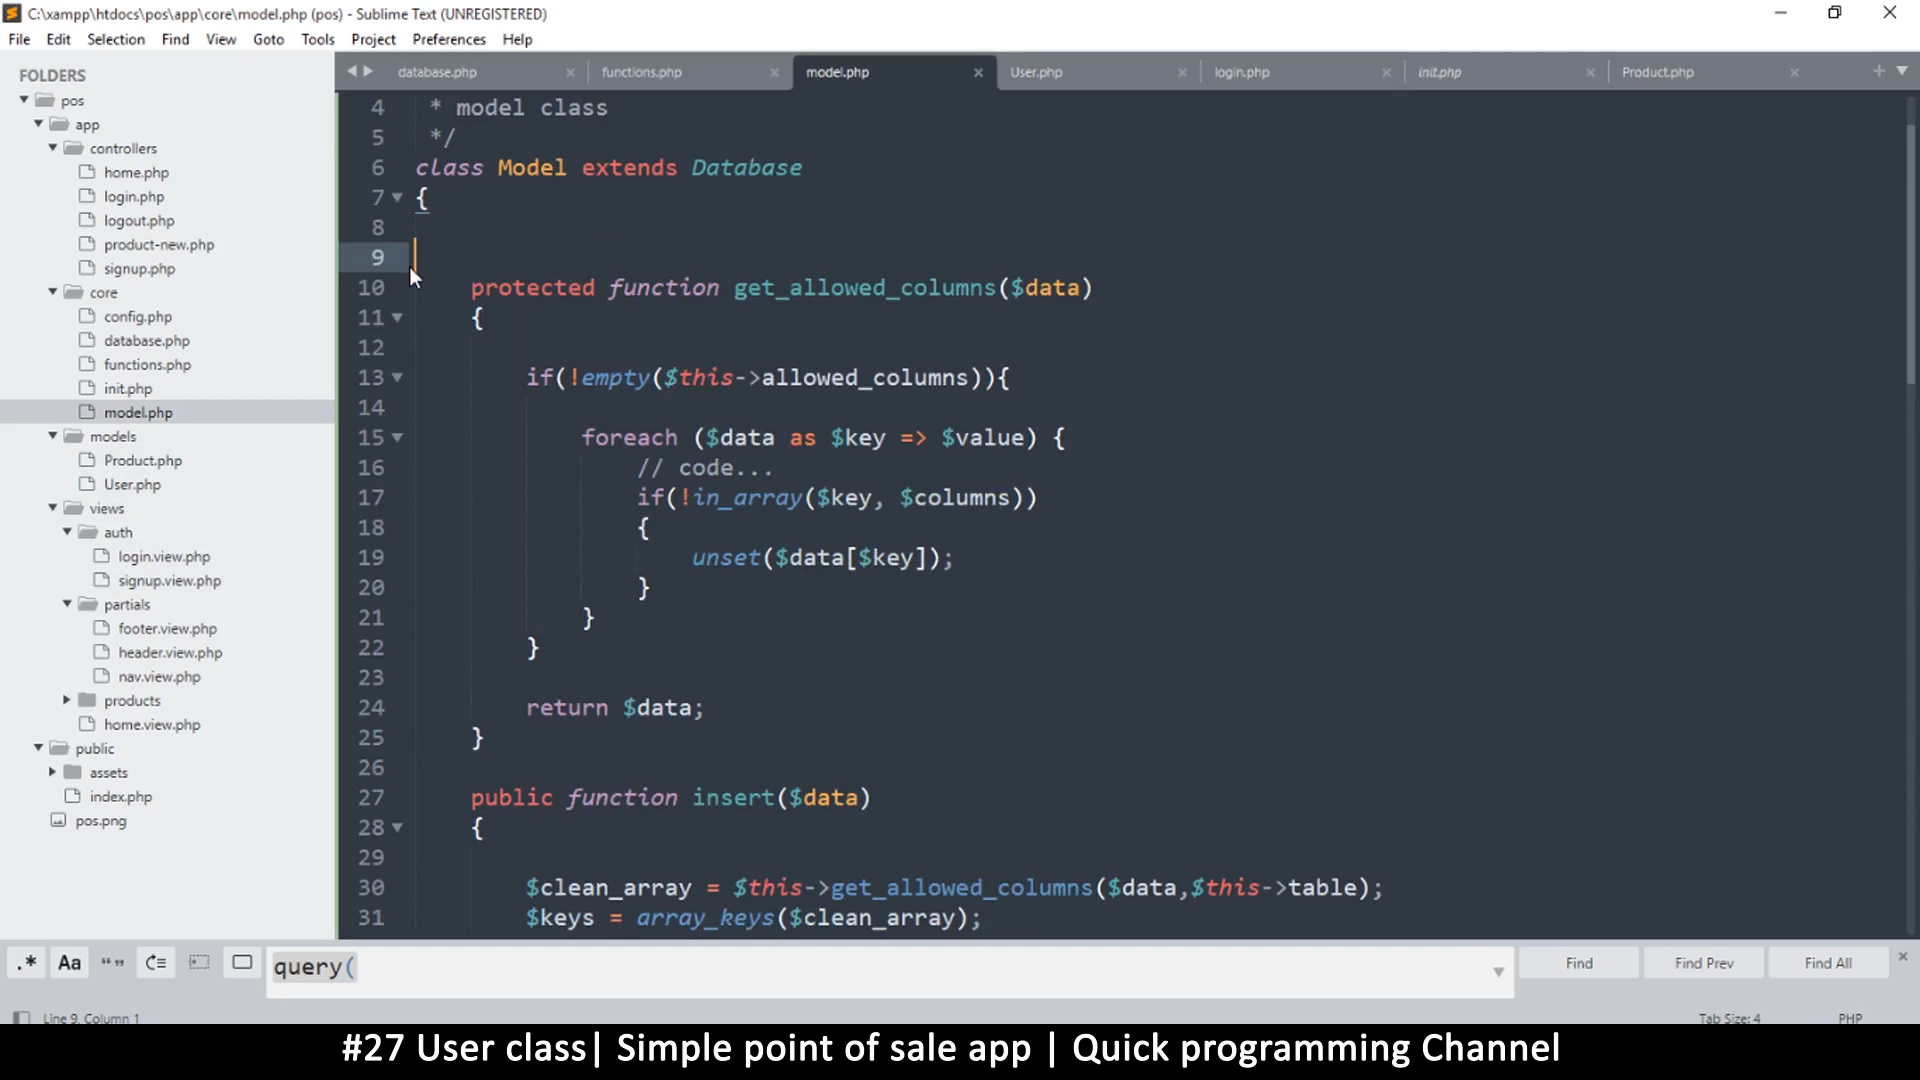 C:\xampp\htdocs\pos\app\core\model.php (pos) - Sublime Text (UNREGISTERED)
File Edit Selection Find View Goto Tools Project Preferences Help
FOLDERS
pos
app
controllers
home.php
login.php
logout.php
product-new.php
signup.php
core
config.php
database.php
functions.php
init.php
model.php
models
Product.php
User.php
views
auth
login.view.php
signup.view.php
partials
footer.view.php
header.view.php
nav.view.php
products
home.view.php
public
assets
index.php
pos.png
database.php functions.php model.php User.php login.php init.php Product.php
4 * model class
5 */
6 class Model extends Database
7 {
8
9
10 protected function get_allowed_columns($data)
11 {
12
13 if(!empty($this->allowed_columns)){
14
15 foreach ($data as $key => $value) {
16 // code...
17 if(!in_array($key, $columns))
18 {
19 unset($data[$key]);
20 }
21 }
22 }
23
24 return $data;
25 }
26
27 public function insert($data)
28 {
29
30 $clean_array = $this->get_allowed_columns($data,$this->table);
31 $keys = array_keys($clean_array);
.* Aa “ ” query( Find Find Prev Find All
Line 9, Column 1 Tab Size: 4 PHP
#27 User class| Simple point of sale app | Quick programming Channel